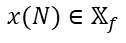 x(N) ∈ 𝕏_f